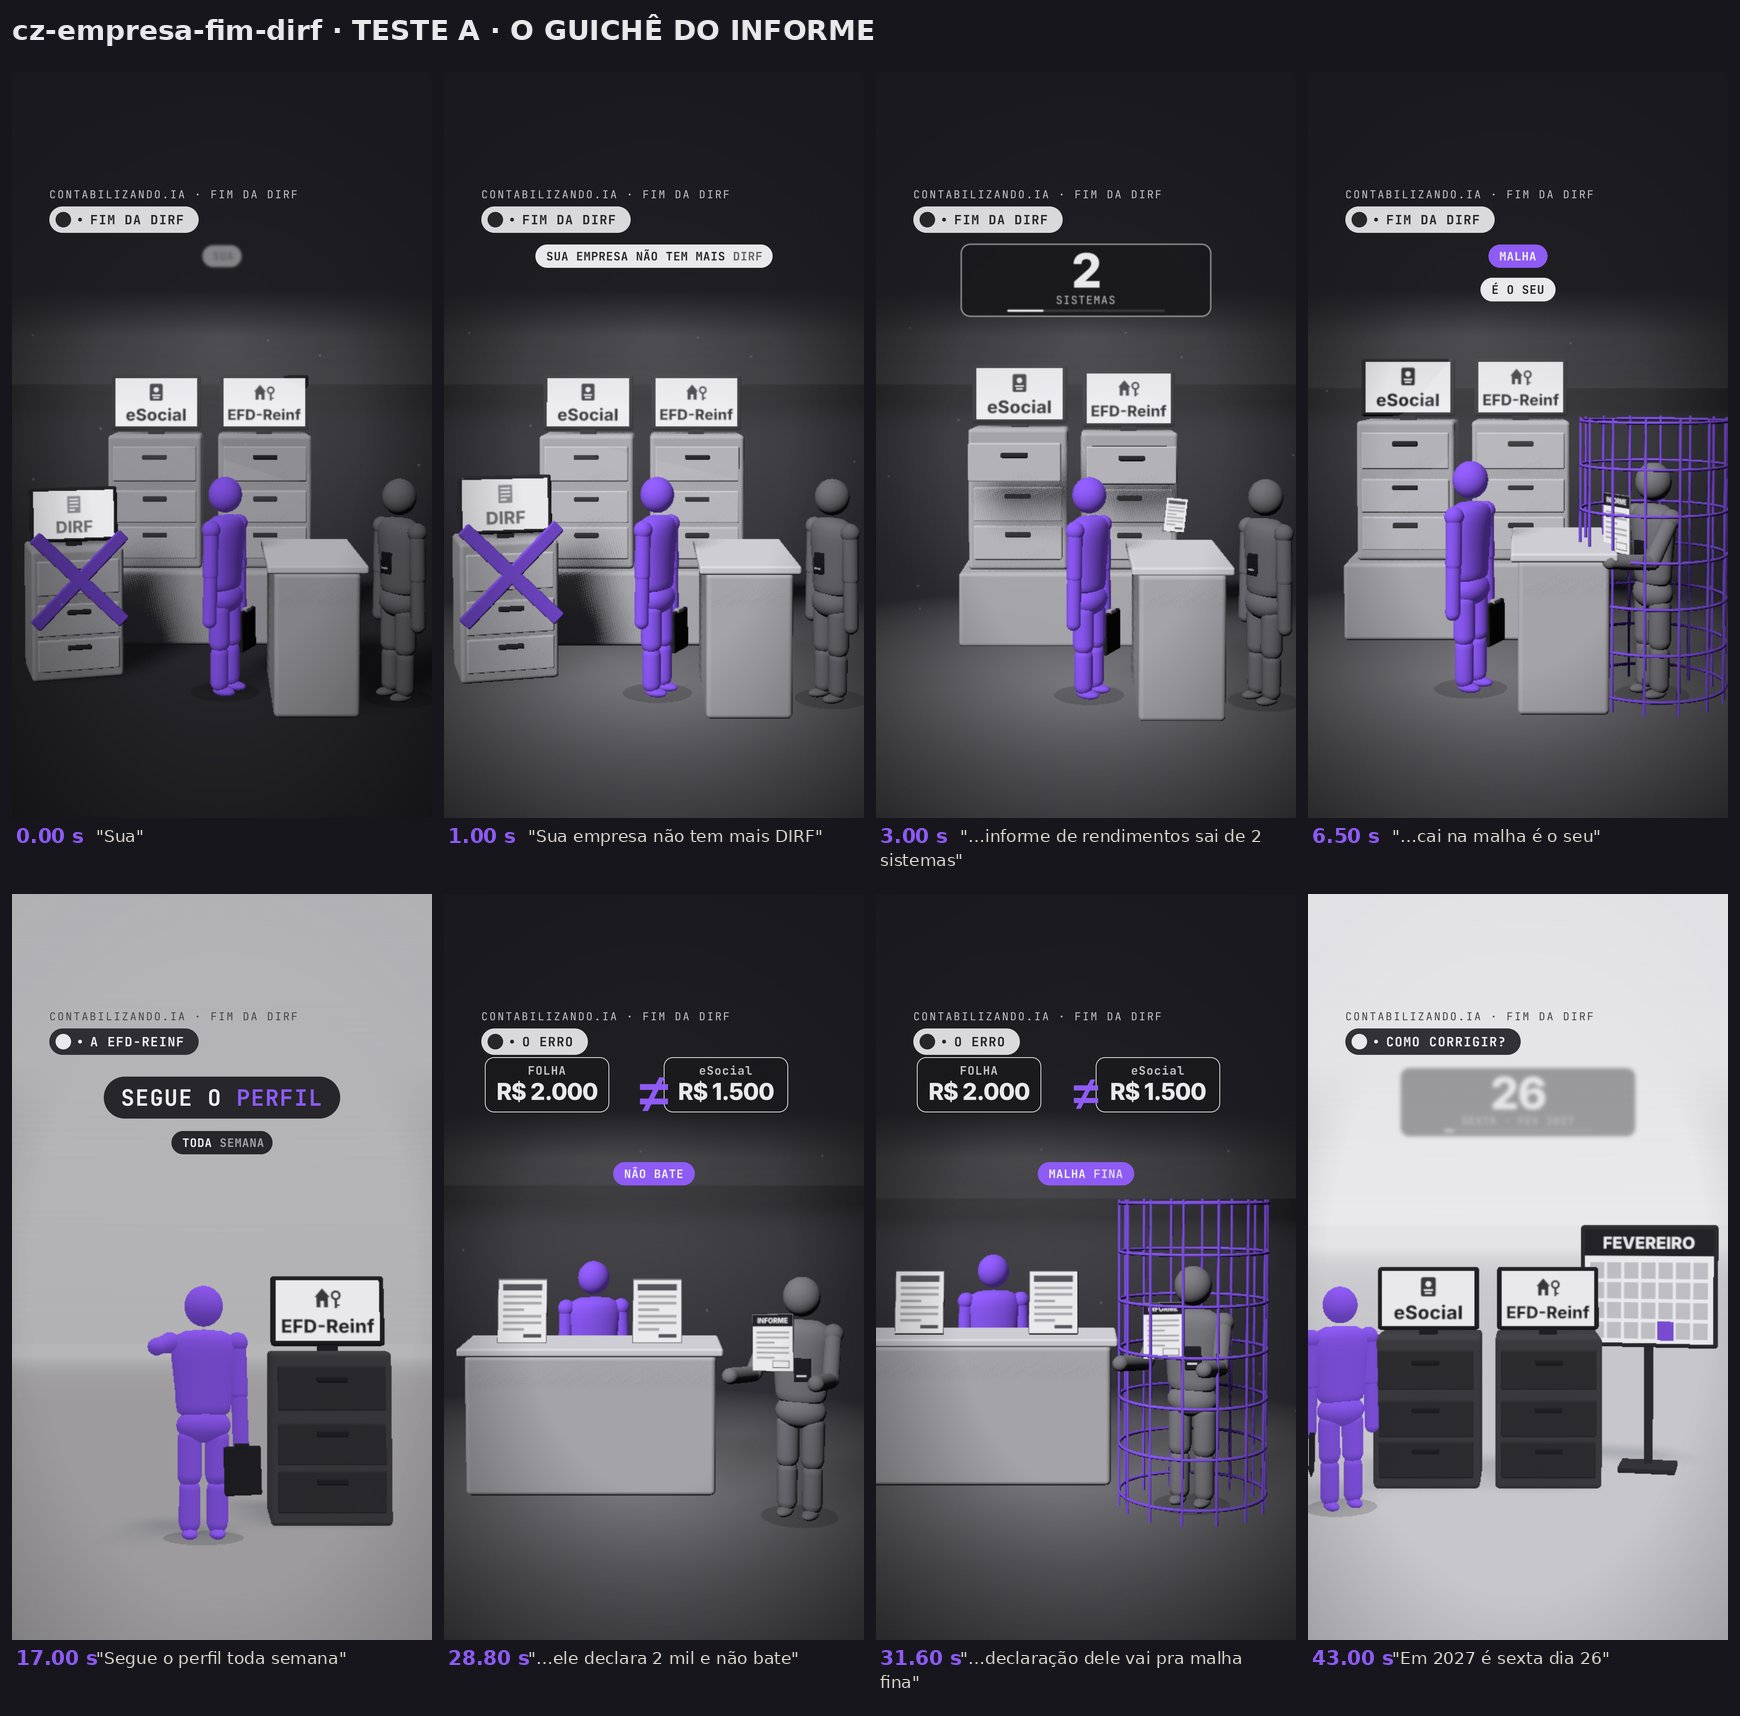 cz-empresa-fim-dirf · TESTE A · O GUICHÊ DO INFORME
CONTABILIZANDO.IA · FIM DA DIRF
• FIM DA DIRF
SUA
eSocial
EFD-Reinf
DIRF
0.00 s "Sua"
CONTABILIZANDO.IA · FIM DA DIRF
• FIM DA DIRF
SUA EMPRESA NÃO TEM MAIS DIRF
eSocial
EFD-Reinf
DIRF
1.00 s "Sua empresa não tem mais DIRF"
CONTABILIZANDO.IA · FIM DA DIRF
• FIM DA DIRF
2
SISTEMAS
eSocial
EFD-Reinf
3.00 s "...informe de rendimentos sai de 2
sistemas"
CONTABILIZANDO.IA · FIM DA DIRF
• FIM DA DIRF
MALHA
É O SEU
eSocial
EFD-Reinf
INFORME
6.50 s "...cai na malha é o seu"
CONTABILIZANDO.IA · FIM DA DIRF
• A EFD-REINF
SEGUE O PERFIL
TODA SEMANA
EFD-Reinf
17.00 s "Segue o perfil toda semana"
CONTABILIZANDO.IA · FIM DA DIRF
• O ERRO
FOLHA
R$ 2.000
≠
eSocial
R$ 1.500
NÃO BATE
INFORME
28.80 s "...ele declara 2 mil e não bate"
CONTABILIZANDO.IA · FIM DA DIRF
• O ERRO
FOLHA
R$ 2.000
≠
eSocial
R$ 1.500
MALHA FINA
INFORME
31.60 s "...declaração dele vai pra malha
fina"
CONTABILIZANDO.IA · FIM DA DIRF
• COMO CORRIGIR?
26
SEXTA · FEV 2027
FEVEREIRO
eSocial
EFD-Reinf
43.00 s "Em 2027 é sexta dia 26"